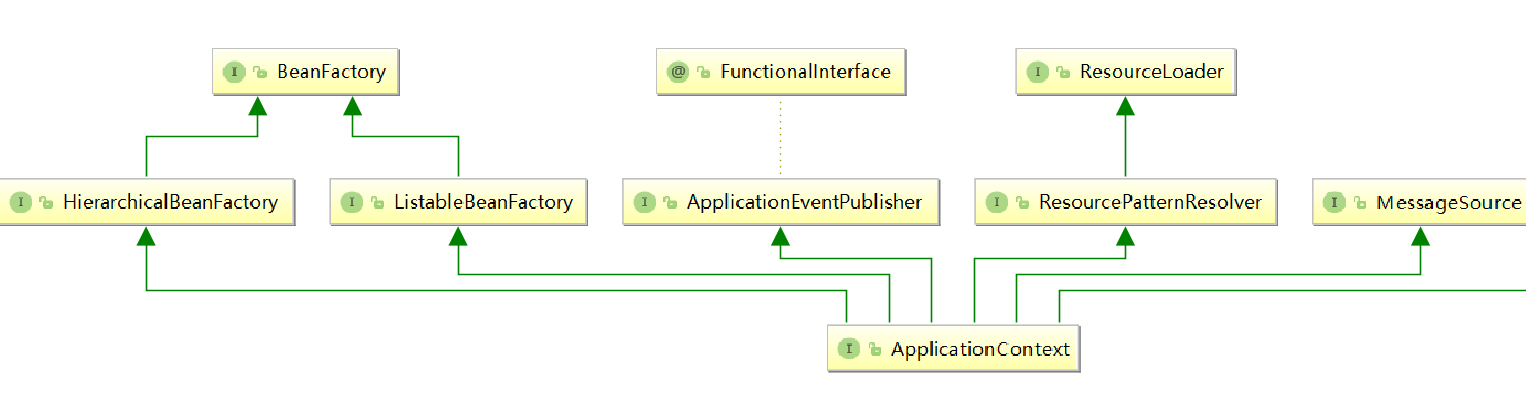 BeanFactory
FunctionalInterface
ResourceLoader
HierarchicalBeanFactory
ListableBeanFactory
ApplicationEventPublisher
ResourcePatternResolver
MessageSource
ApplicationContext